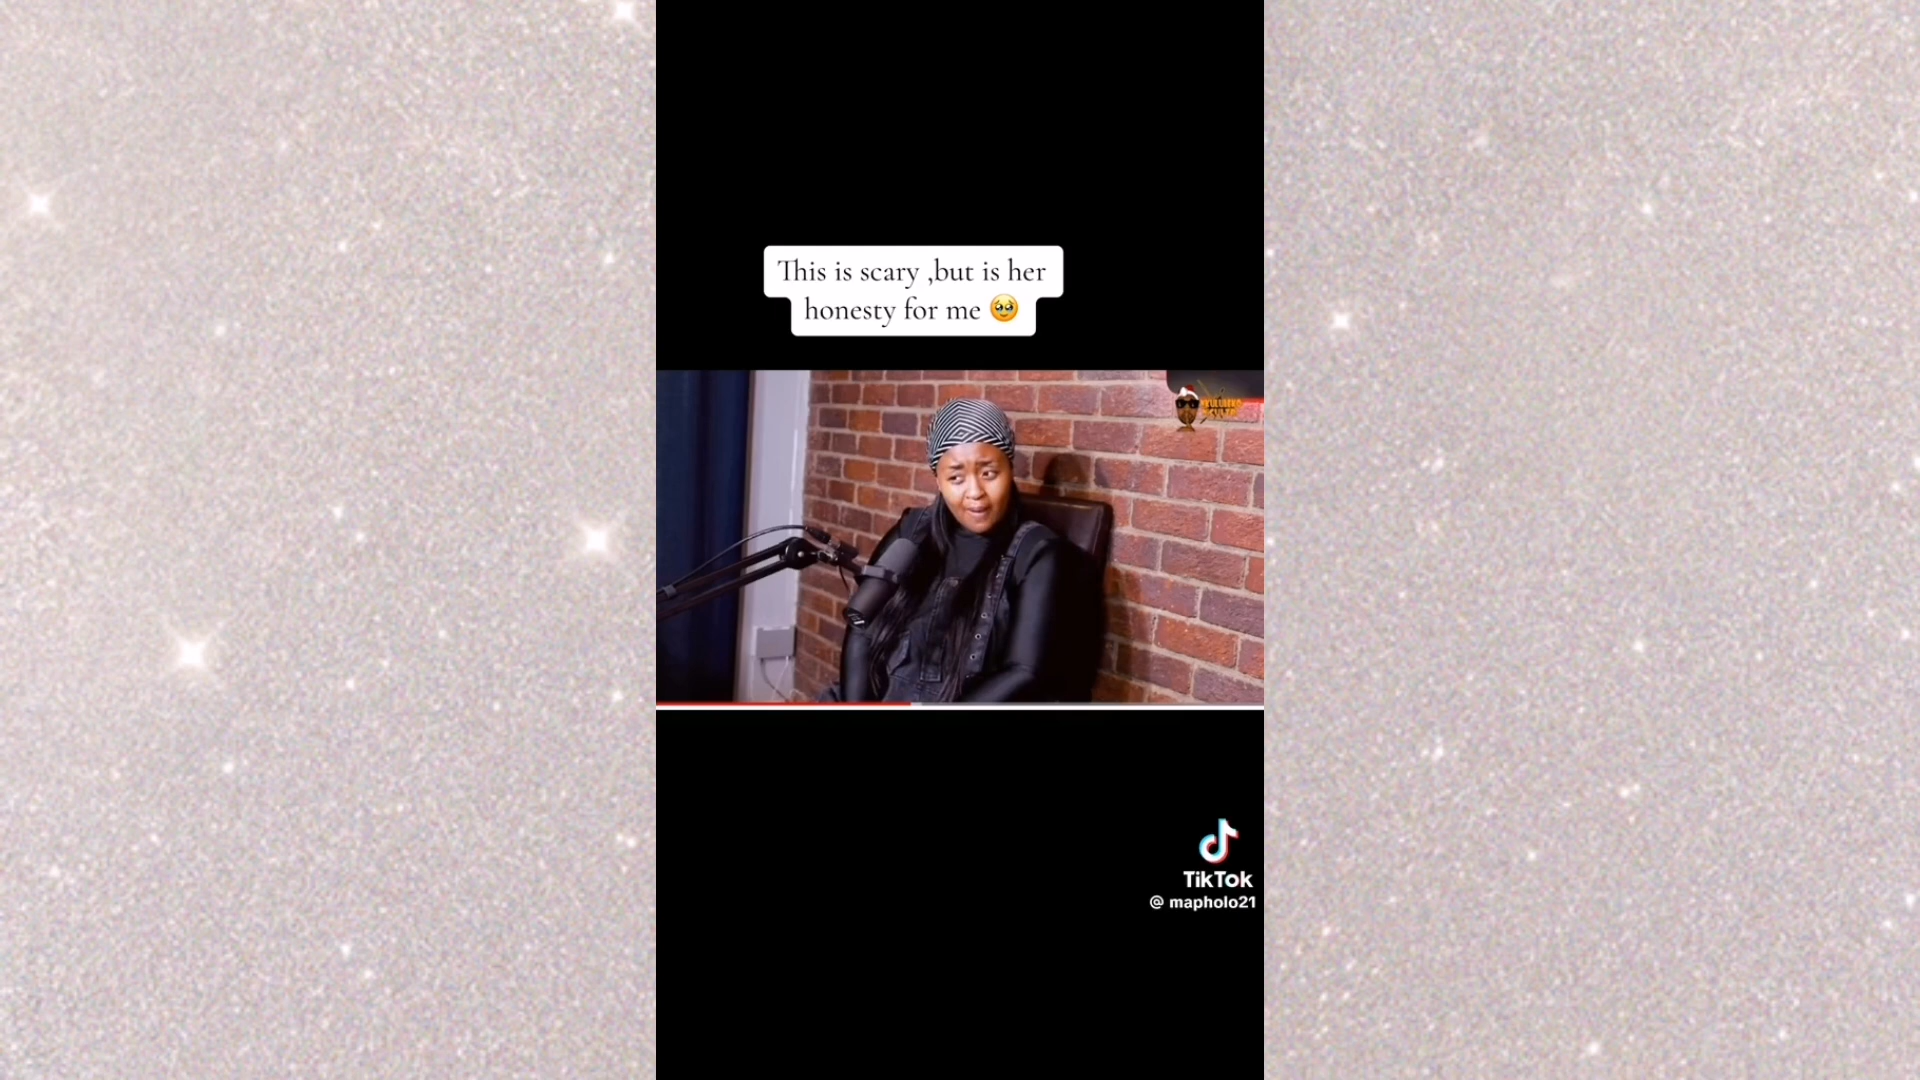 This is scary ,but is her
honesty for me 🥹
TikTok
@ mapholo21